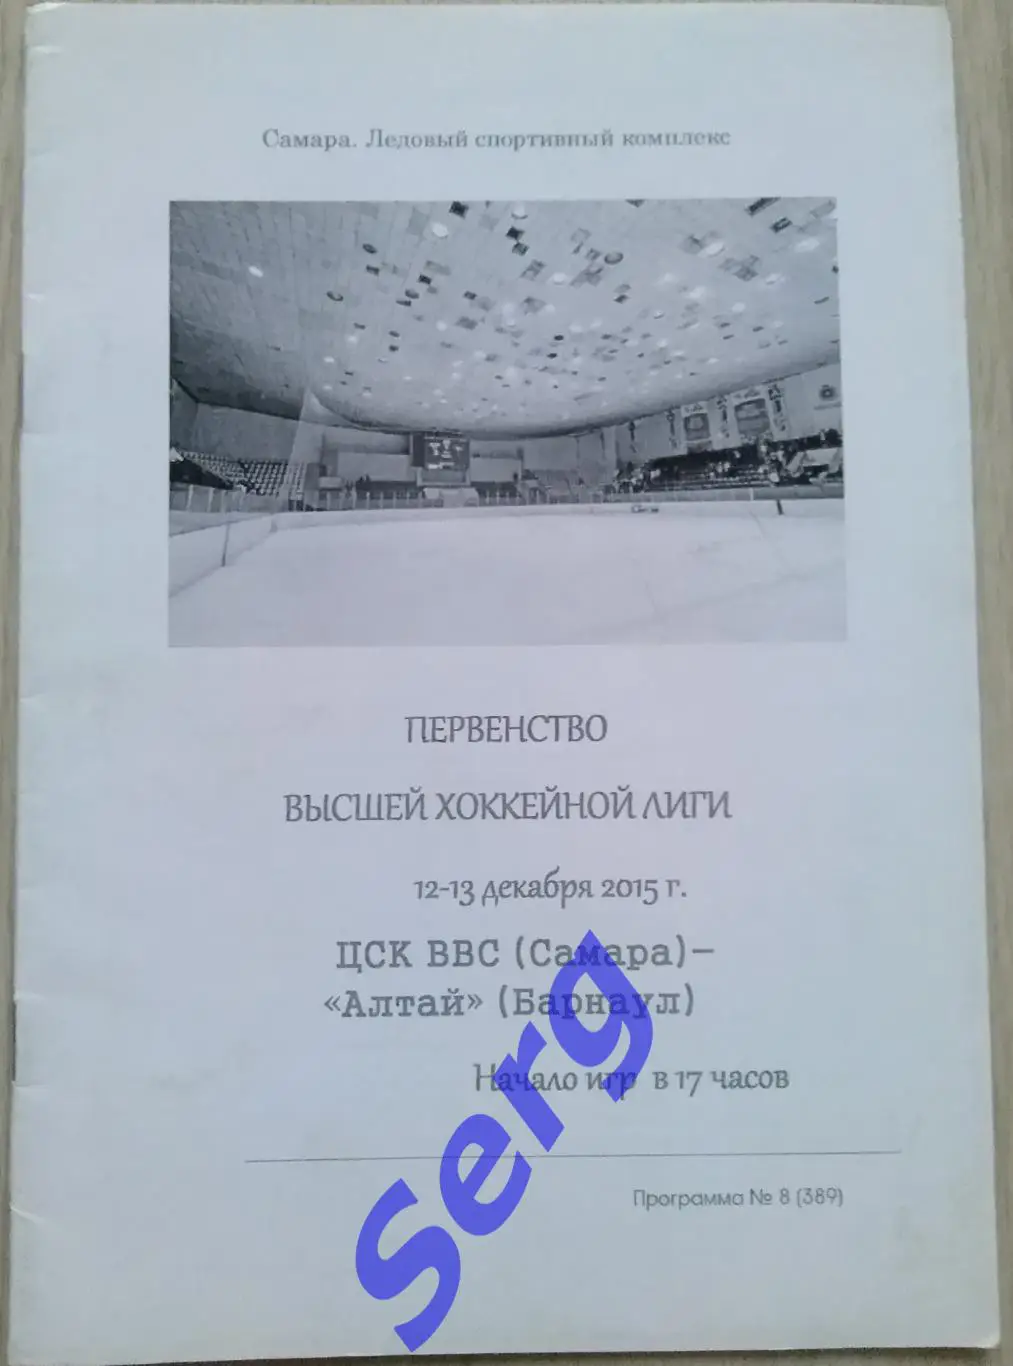 Самара. Ледовый спортивный комплекс
ПЕРВЕНСТВО
ВЫСШЕЙ ХОККЕЙНОЙ ЛИГИ
12-13 декабря 2015 г.
ЦСК ВВС (Самара)-
«Алтай» (Барнаул)
Начало игр в 17 часов
Программа № 8 (389)
Serg